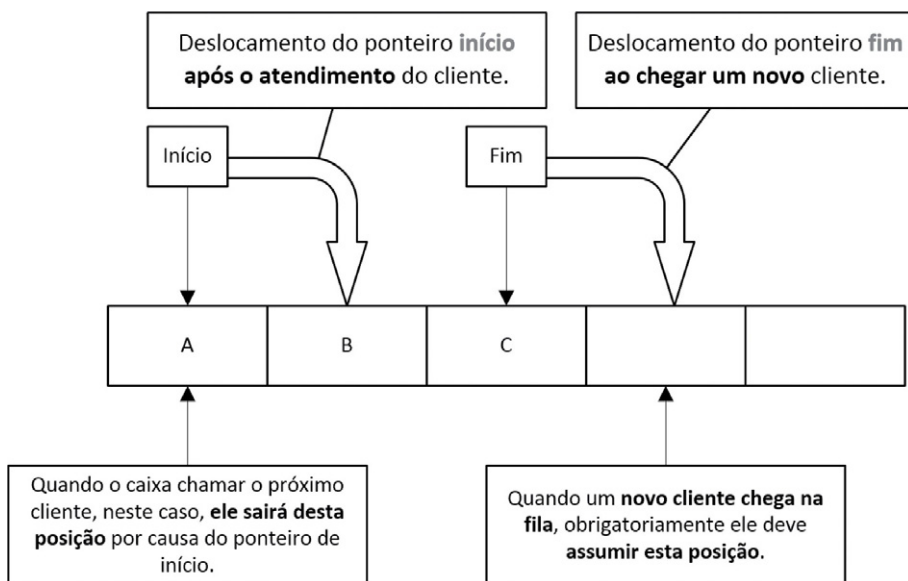 Deslocamento do ponteiro início
após o atendimento do cliente.
Deslocamento do ponteiro fim
ao chegar um novo cliente.
Início
Fim
A
B
C
Quando o caixa chamar o próximo
cliente, neste caso, ele sairá desta
posição por causa do ponteiro de
início.
Quando um novo cliente chega na
fila, obrigatoriamente ele deve
assumir esta posição.